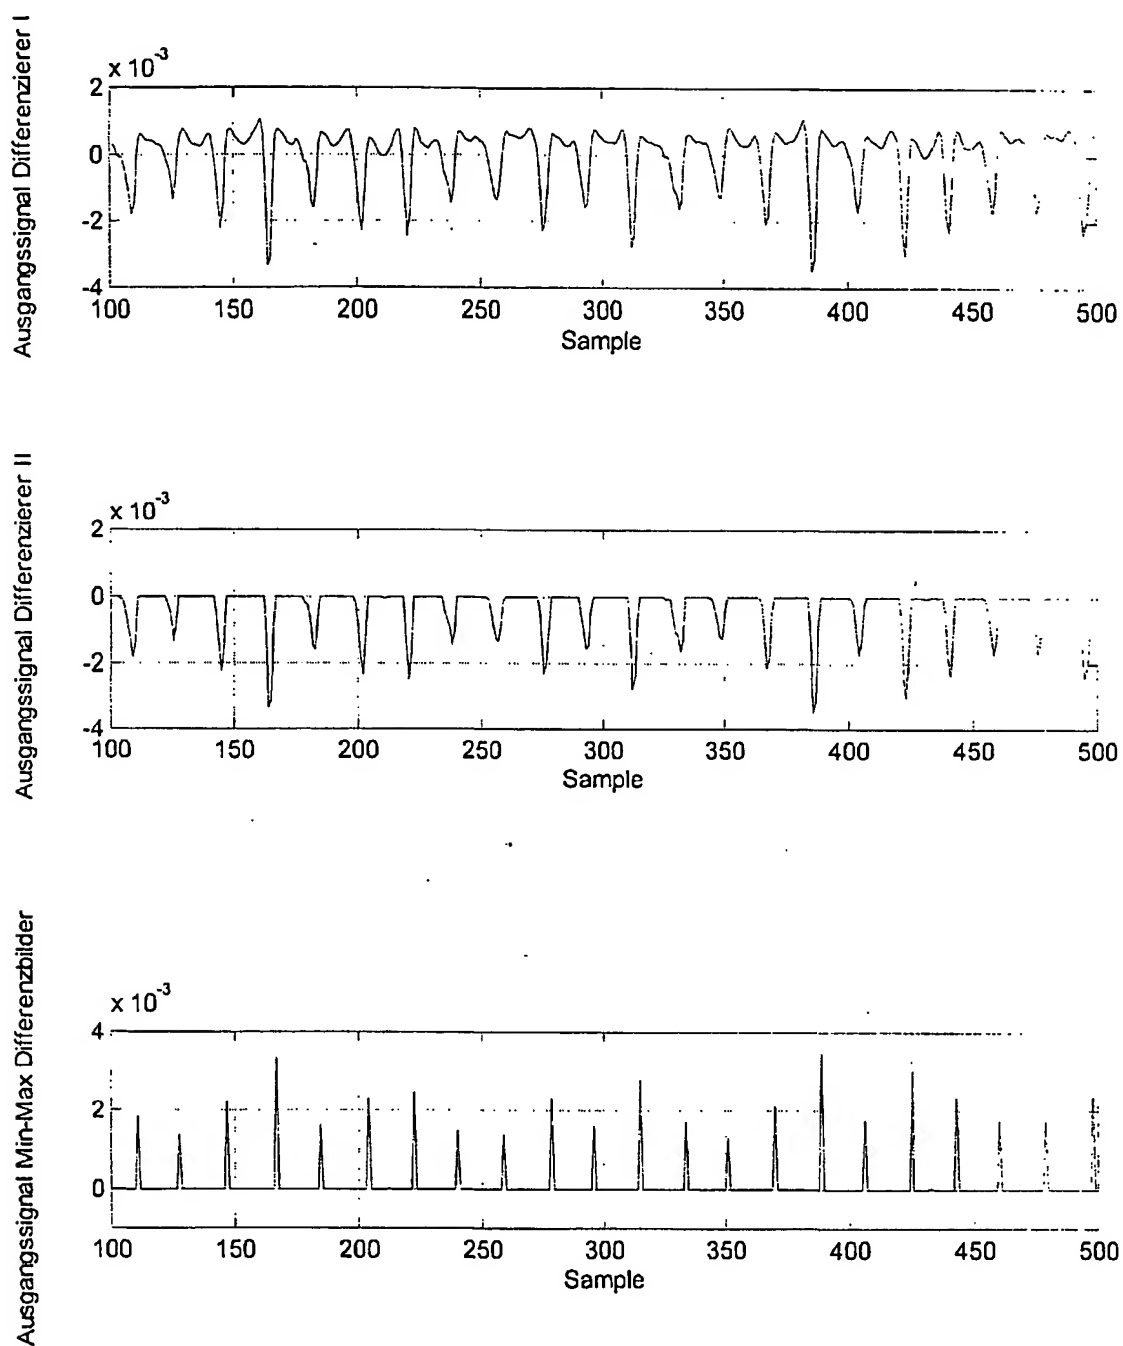 Ausgangssignal Differenzierer I
x 10-3
2
0
-2
-4
100 150 200 250 300 350 400 450 500
Sample
Ausgangssignal Differenzierer II
x 10-3
2
0
-2
-4
100 150 200 250 300 350 400 450 500
Sample
Ausgangssignal Min-Max Differenzbilder
x 10-3
4
2
0
100 150 200 250 300 350 400 450 500
Sample